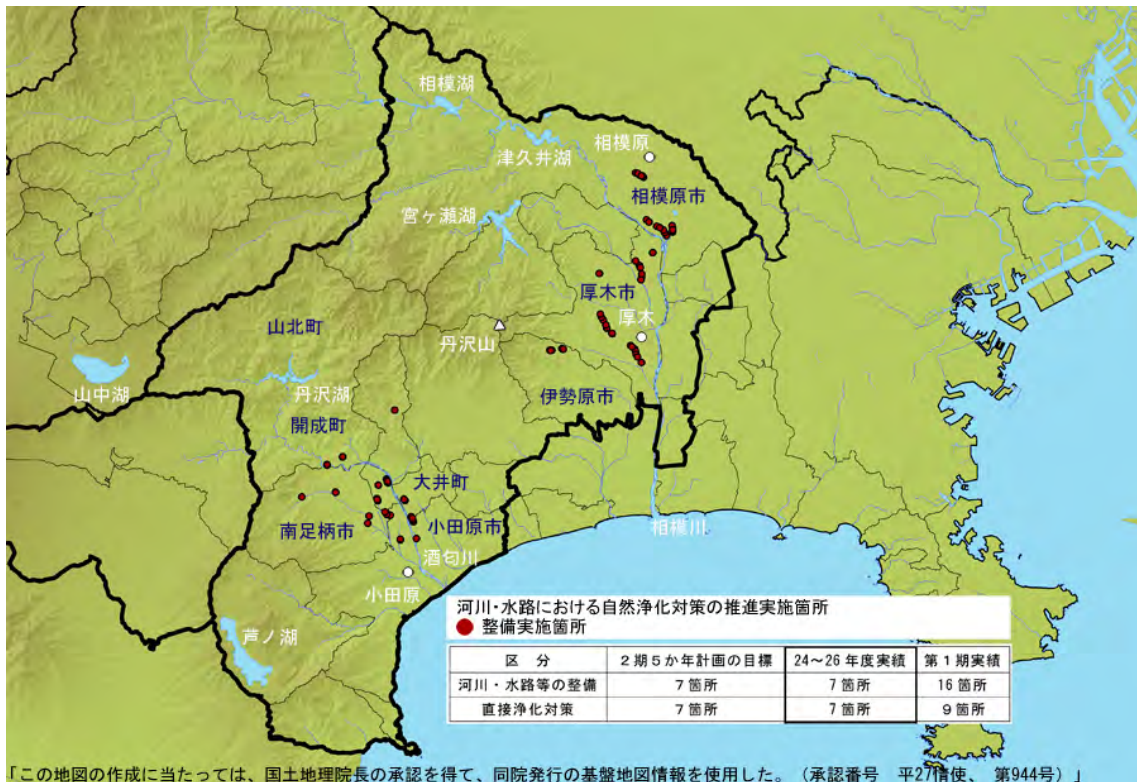 相模湖
相模原
津久井湖
相模原市
宮ヶ瀬湖
厚木市
山北町
厚木
丹沢山
山中湖
丹沢湖
伊勢原市
開成町
大井町
南足柄市
小田原市
相模川
酒匂川
小田原
芦ノ湖
河川・水路における自然浄化対策の推進実施箇所
整備実施箇所
区 分 2期5か年計画の目標 24～26年度実績 第1期実績
河川・水路等の整備 7箇所 7箇所 16箇所
直接浄化対策 7箇所 7箇所 9箇所
「この地図の作成に当たっては、国土地理院長の承認を得て、同院発行の基盤地図情報を使用した。（承認番号 平27情使、 第944号）」